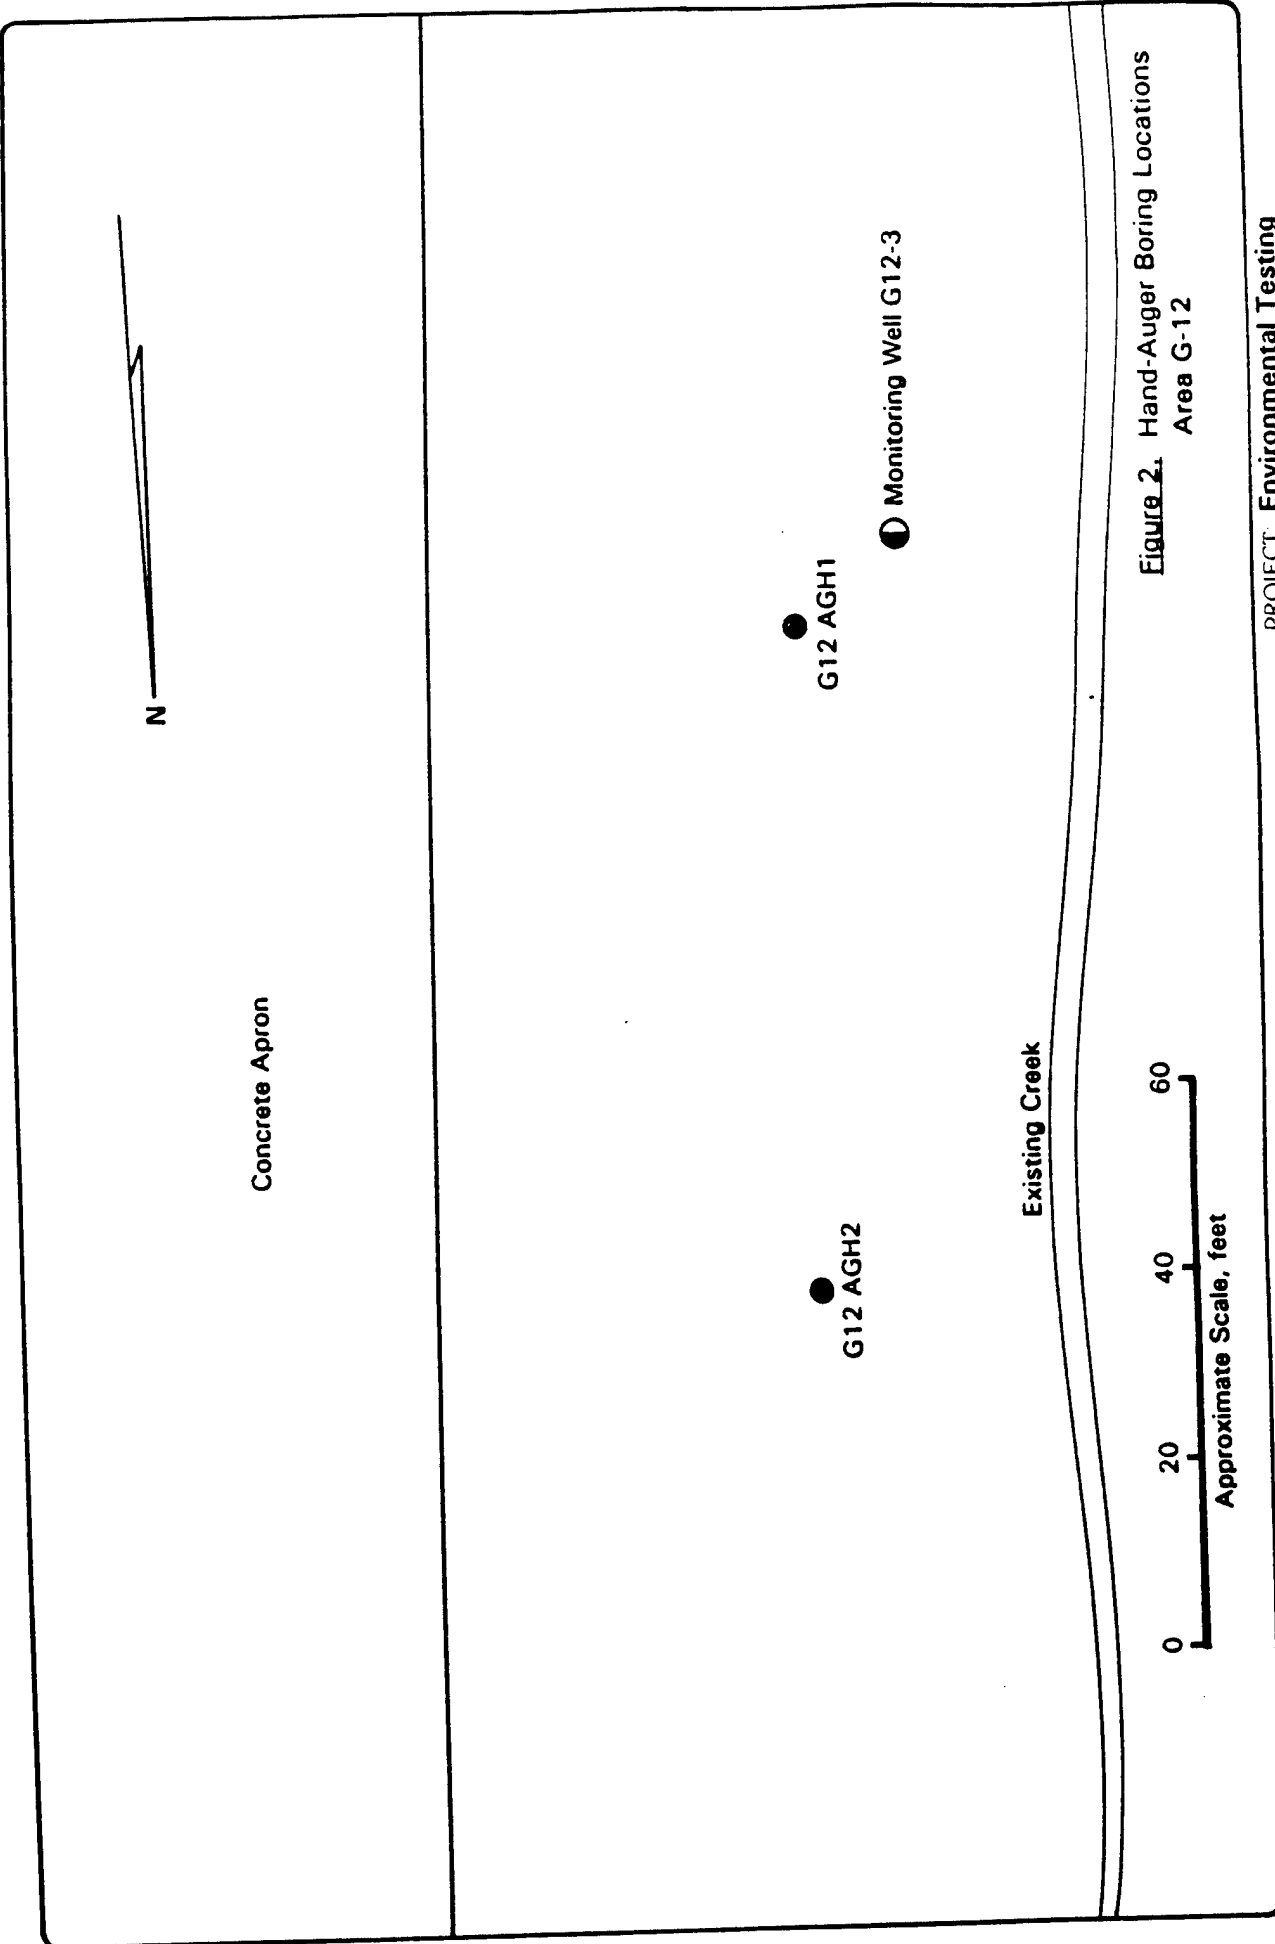 N
Concrete Apron
Monitoring Well G12-3
G12 AGH1
G12 AGH2
Existing Creek
0 20 40 60
Approximate Scale, feet
Figure 2. Hand-Auger Boring Locations
Area G-12
PROJECT: Environmental Testing